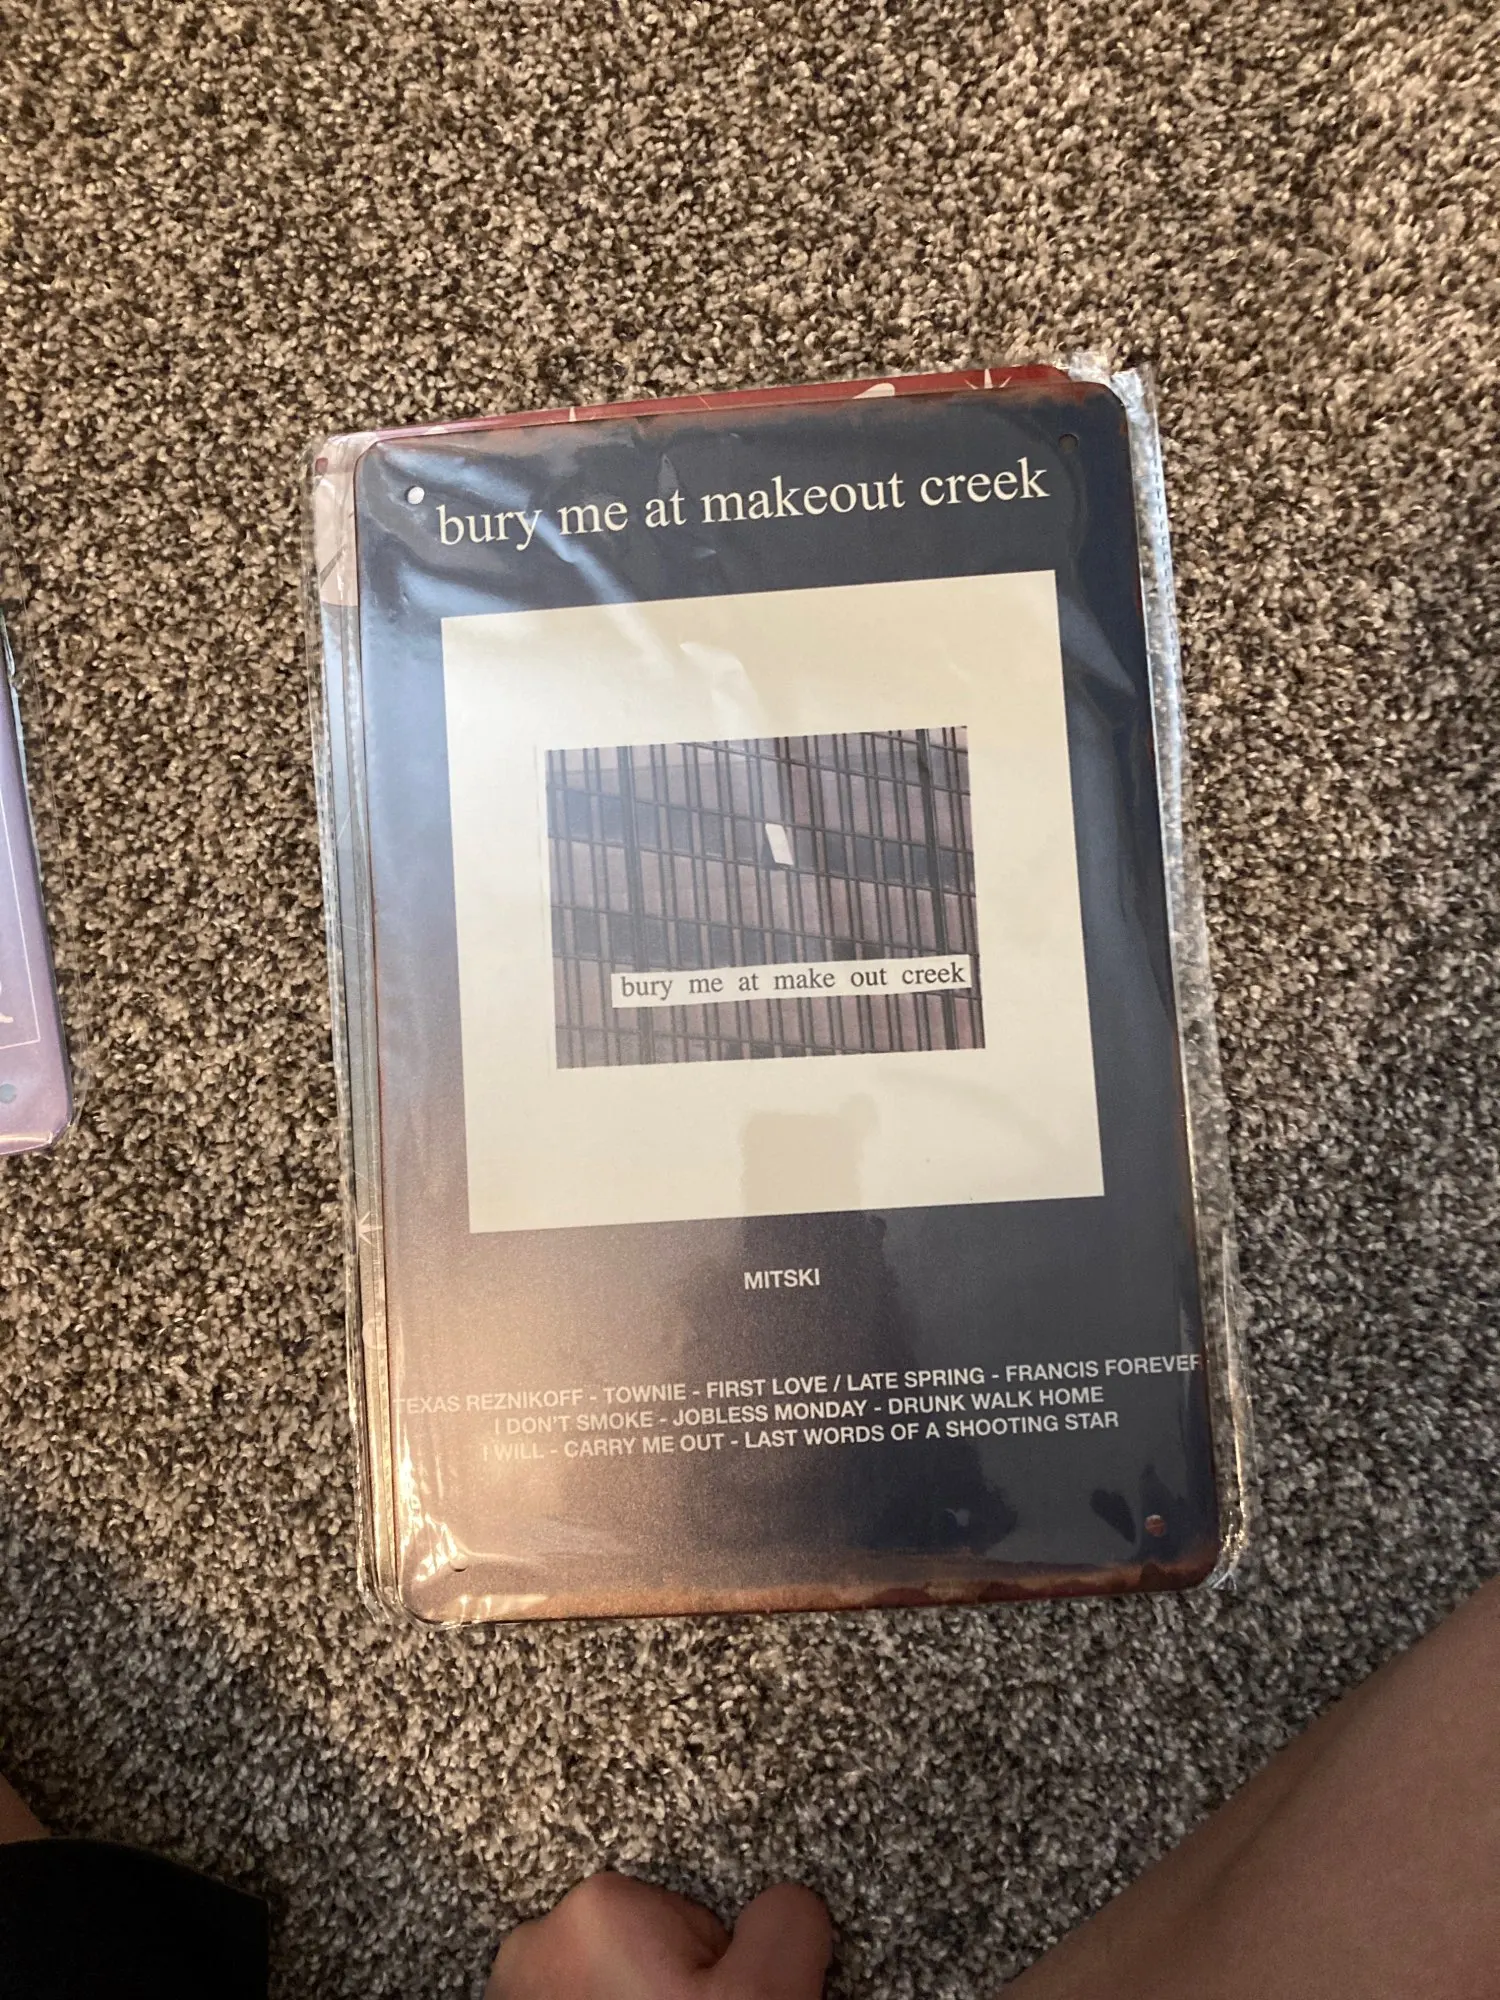 bury me at makeout creek
bury me at make out creek
MITSKI
TEXAS REZNIKOFF - TOWNIE - FIRST LOVE / LATE SPRING - FRANCIS FOREVER
I DON'T SMOKE - JOBLESS MONDAY - DRUNK WALK HOME
I WILL - CARRY ME OUT - LAST WORDS OF A SHOOTING STAR